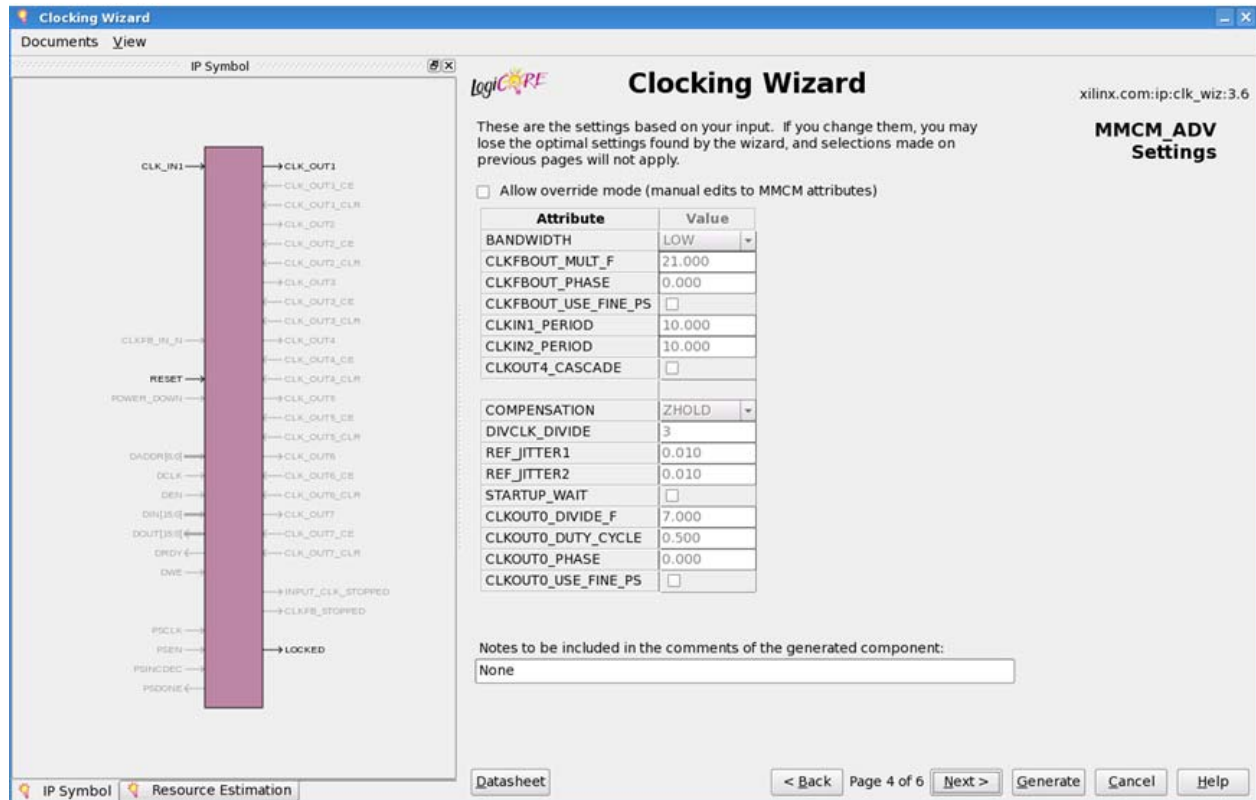 Clocking Wizard
Documents View
IP Symbol
CLK_IN1
CLKFB_IN_N
RESET
POWER_DOWN
DADDR[6:0]
DCLK
DEN
DIN[15:0]
DOUT[15:0]
DRDY
DWE
PSCLK
PSEN
PSINCDEC
PSDONE
CLK_OUT1
CLK_OUT1_CE
CLK_OUT1_CLR
CLK_OUT2
CLK_OUT2_CE
CLK_OUT2_CLR
CLK_OUT3
CLK_OUT3_CE
CLK_OUT3_CLR
CLK_OUT4
CLK_OUT4_CE
CLK_OUT4_CLR
CLK_OUT5
CLK_OUT5_CE
CLK_OUT5_CLR
CLK_OUT6
CLK_OUT6_CE
CLK_OUT6_CLR
CLK_OUT7
CLK_OUT7_CE
CLK_OUT7_CLR
INPUT_CLK_STOPPED
CLKFB_STOPPED
LOCKED
IP Symbol
Resource Estimation
LogiCORE
Clocking Wizard
xilinx.com:ip:clk_wiz:3.6
These are the settings based on your input. If you change them, you may
lose the optimal settings found by the wizard, and selections made on
previous pages will not apply.
MMCM_ADV
Settings
Allow override mode (manual edits to MMCM attributes)
Attribute Value
BANDWIDTH LOW
CLKFBOUT_MULT_F 21.000
CLKFBOUT_PHASE 0.000
CLKFBOUT_USE_FINE_PS
CLKIN1_PERIOD 10.000
CLKIN2_PERIOD 10.000
CLKOUT4_CASCADE
COMPENSATION ZHOLD
DIVCLK_DIVIDE 3
REF_JITTER1 0.010
REF_JITTER2 0.010
STARTUP_WAIT
CLKOUT0_DIVIDE_F 7.000
CLKOUT0_DUTY_CYCLE 0.500
CLKOUT0_PHASE 0.000
CLKOUT0_USE_FINE_PS
Notes to be included in the comments of the generated component:
None
Datasheet < Back Page 4 of 6 Next > Generate Cancel Help